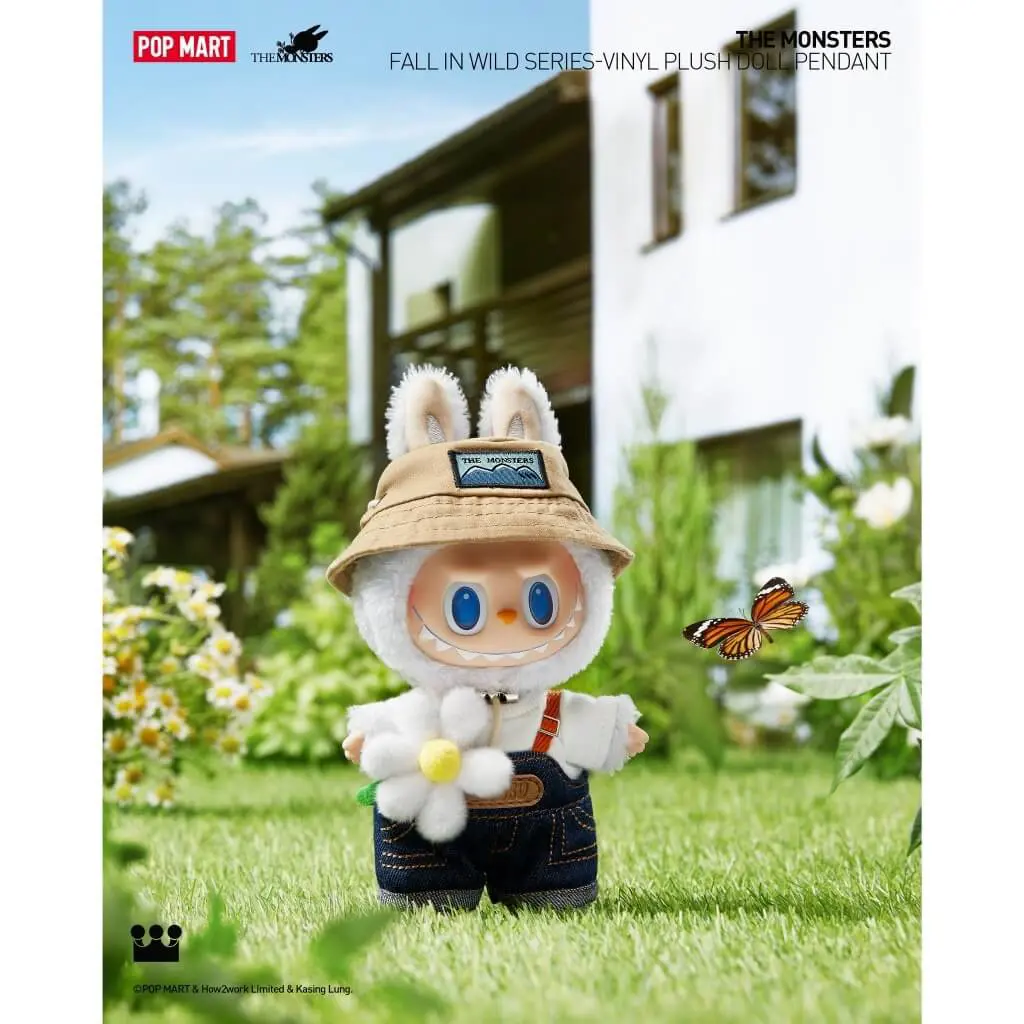 POP MART
THE MONSTERS
THE MONSTERS
FALL IN WILD SERIES-VINYL PLUSH DOLL PENDANT
THE MONSTERS
©POP MART & How2work Limited & Kasing Lung.